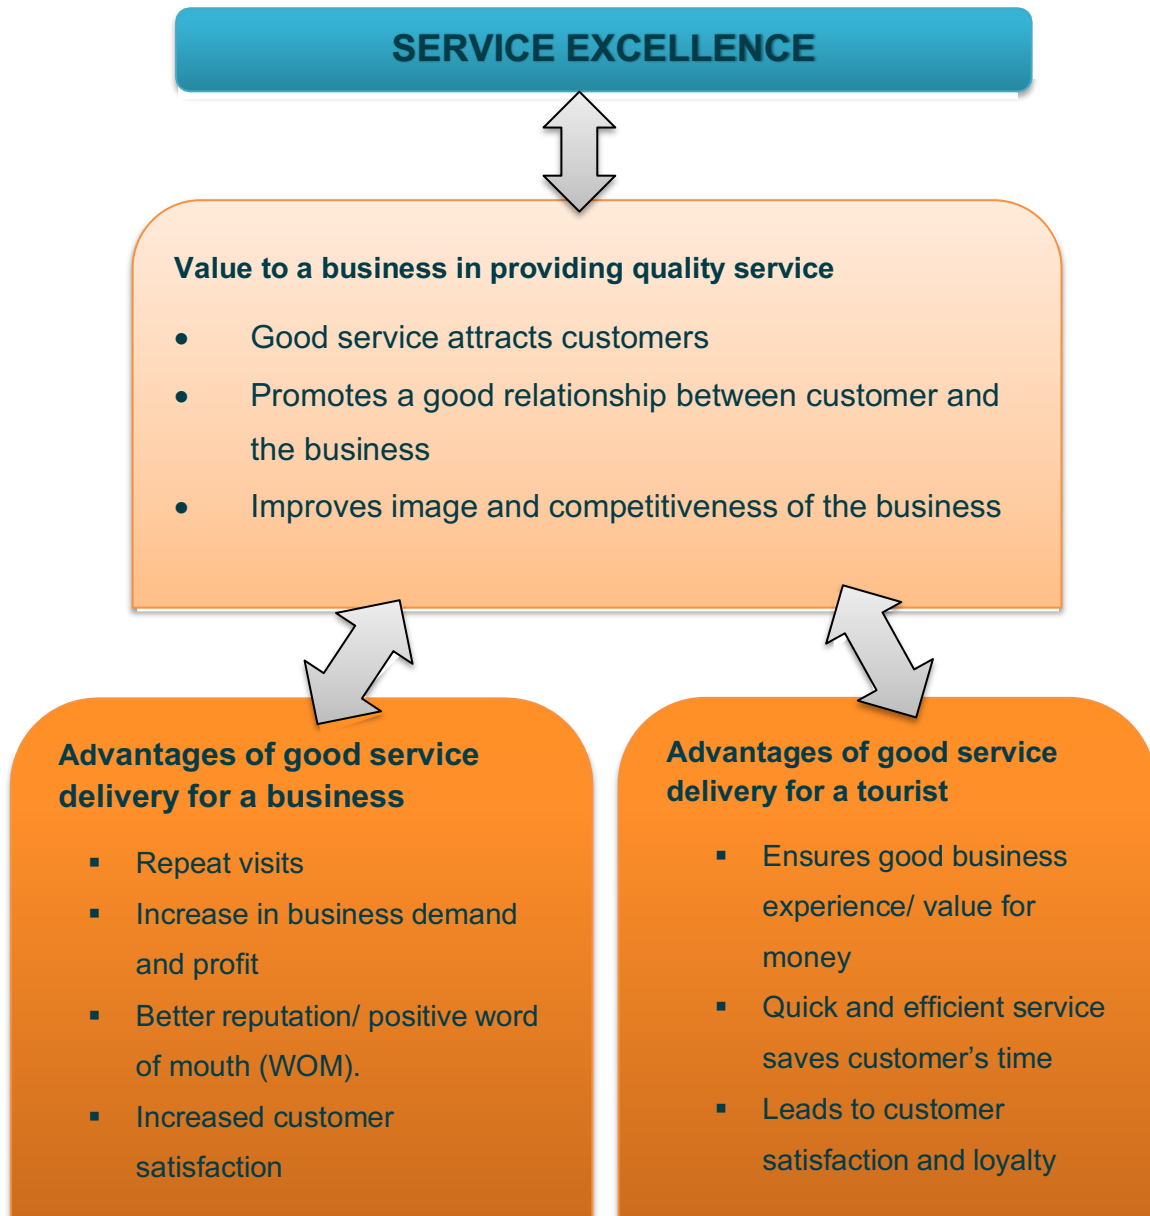 SERVICE EXCELLENCE
Value to a business in providing quality service
• Good service attracts customers
• Promotes a good relationship between customer and
the business
• Improves image and competitiveness of the business
Advantages of good service
delivery for a business
▪ Repeat visits
▪ Increase in business demand
and profit
▪ Better reputation/ positive word
of mouth (WOM).
▪ Increased customer
satisfaction
Advantages of good service
delivery for a tourist
▪ Ensures good business
experience/ value for
money
▪ Quick and efficient service
saves customer’s time
▪ Leads to customer
satisfaction and loyalty